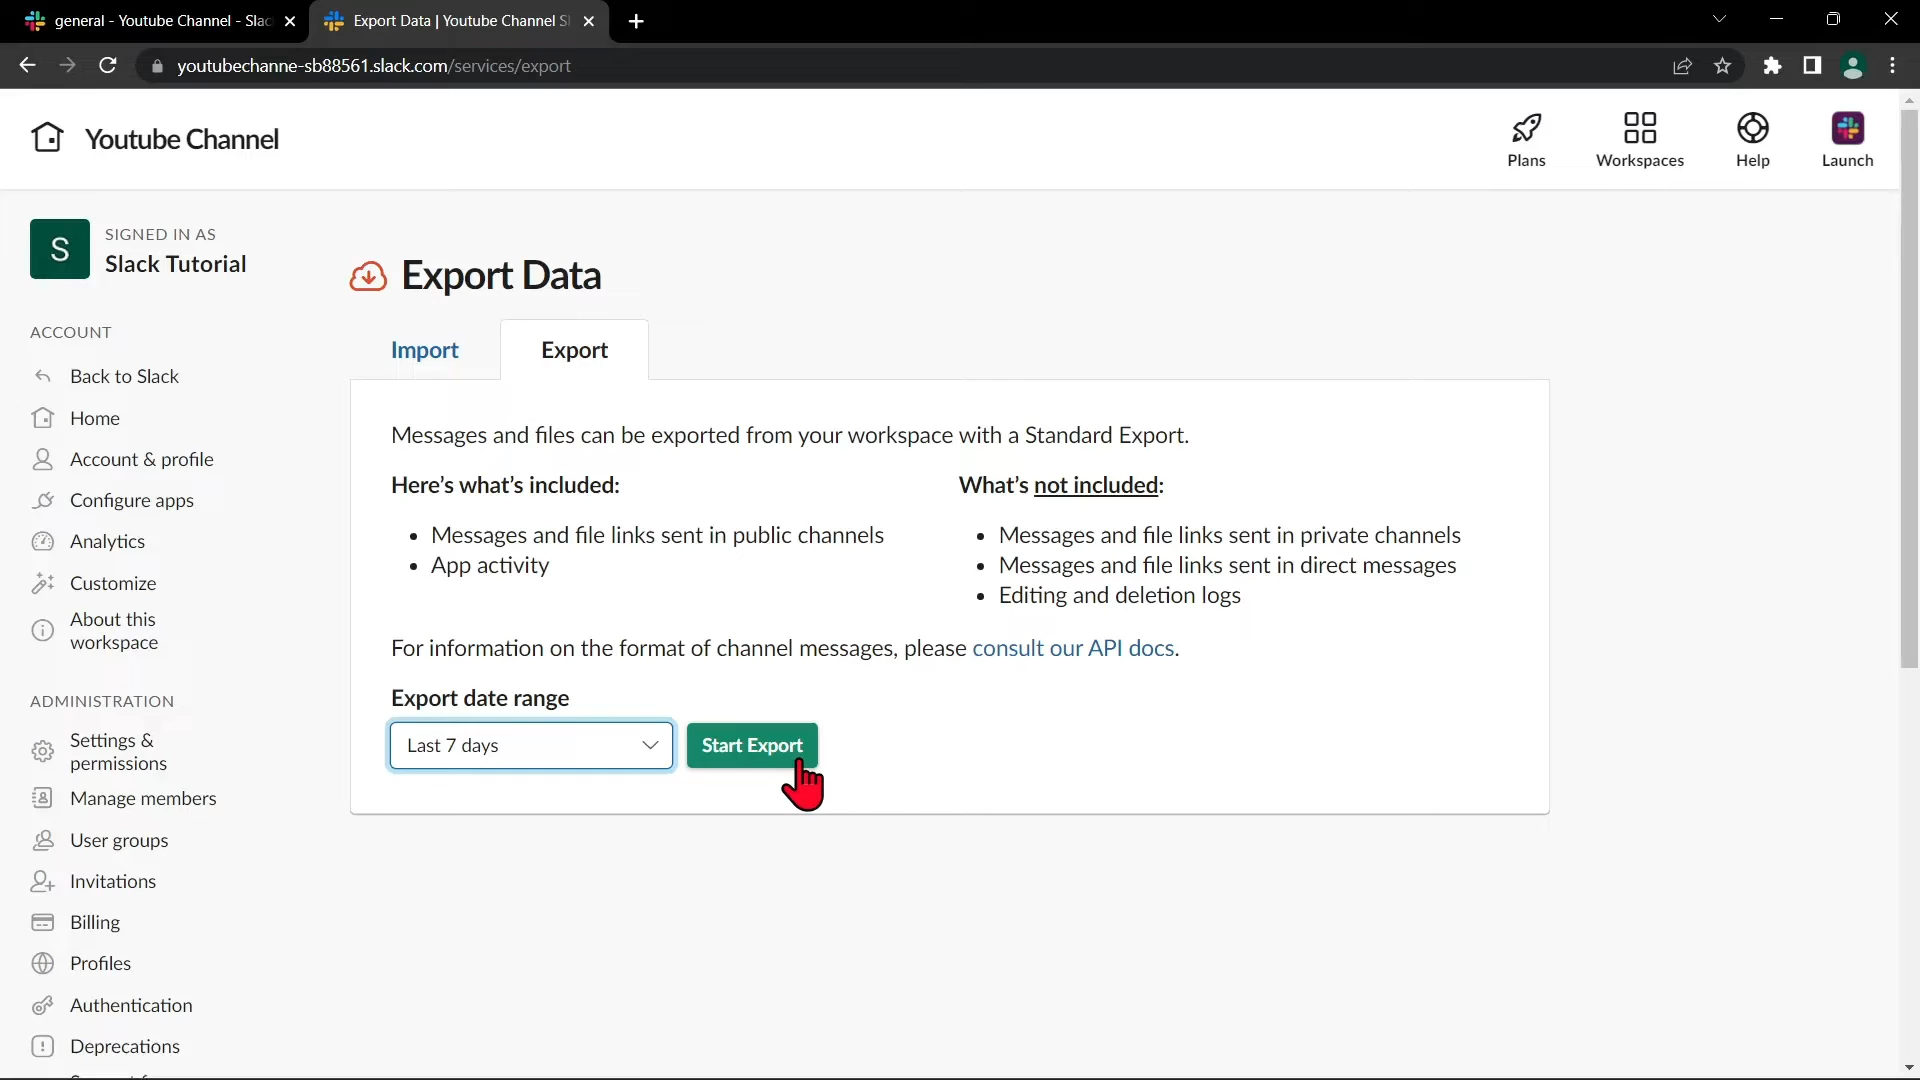 general - Youtube Channel - Slac
Export Data | Youtube Channel S
youtubechanne-sb88561.slack.com/services/export
Youtube Channel
Plans
Workspaces
Help
Launch
S
SIGNED IN AS
Slack Tutorial
Export Data
ACCOUNT
Import
Export
Back to Slack
Home
Account & profile
Configure apps
Analytics
Customize
About this
workspace
Messages and files can be exported from your workspace with a Standard Export.
Here's what's included:
• Messages and file links sent in public channels
• App activity
What's not included:
• Messages and file links sent in private channels
• Messages and file links sent in direct messages
• Editing and deletion logs
For information on the format of channel messages, please consult our API docs.
Export date range
Last 7 days
Start Export
ADMINISTRATION
Settings &
permissions
Manage members
User groups
Invitations
Billing
Profiles
Authentication
Deprecations